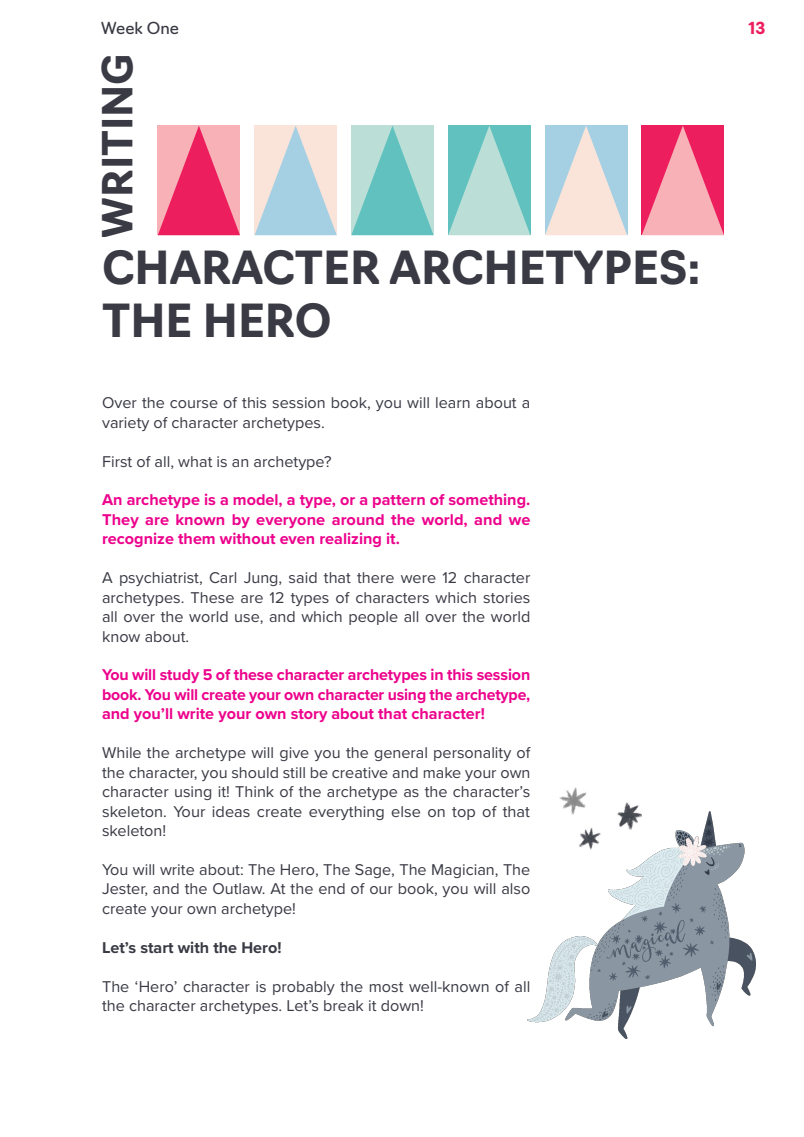 Week One
13
WRITING
CHARACTER ARCHETYPES:
THE HERO
Over the course of this session book, you will learn about a
variety of character archetypes.
First of all, what is an archetype?
An archetype is a model, a type, or a pattern of something.
They are known by everyone around the world, and we
recognize them without even realizing it.
A psychiatrist, Carl Jung, said that there were 12 character
archetypes. These are 12 types of characters which stories
all over the world use, and which people all over the world
know about.
You will study 5 of these character archetypes in this session
book. You will create your own character using the archetype,
and you’ll write your own story about that character!
While the archetype will give you the general personality of
the character, you should still be creative and make your own
character using it! Think of the archetype as the character’s
skeleton. Your ideas create everything else on top of that
skeleton!
You will write about: The Hero, The Sage, The Magician, The
Jester, and the Outlaw. At the end of our book, you will also
create your own archetype!
Let’s start with the Hero!
The ‘Hero’ character is probably the most well-known of all
the character archetypes. Let’s break it down!
magical